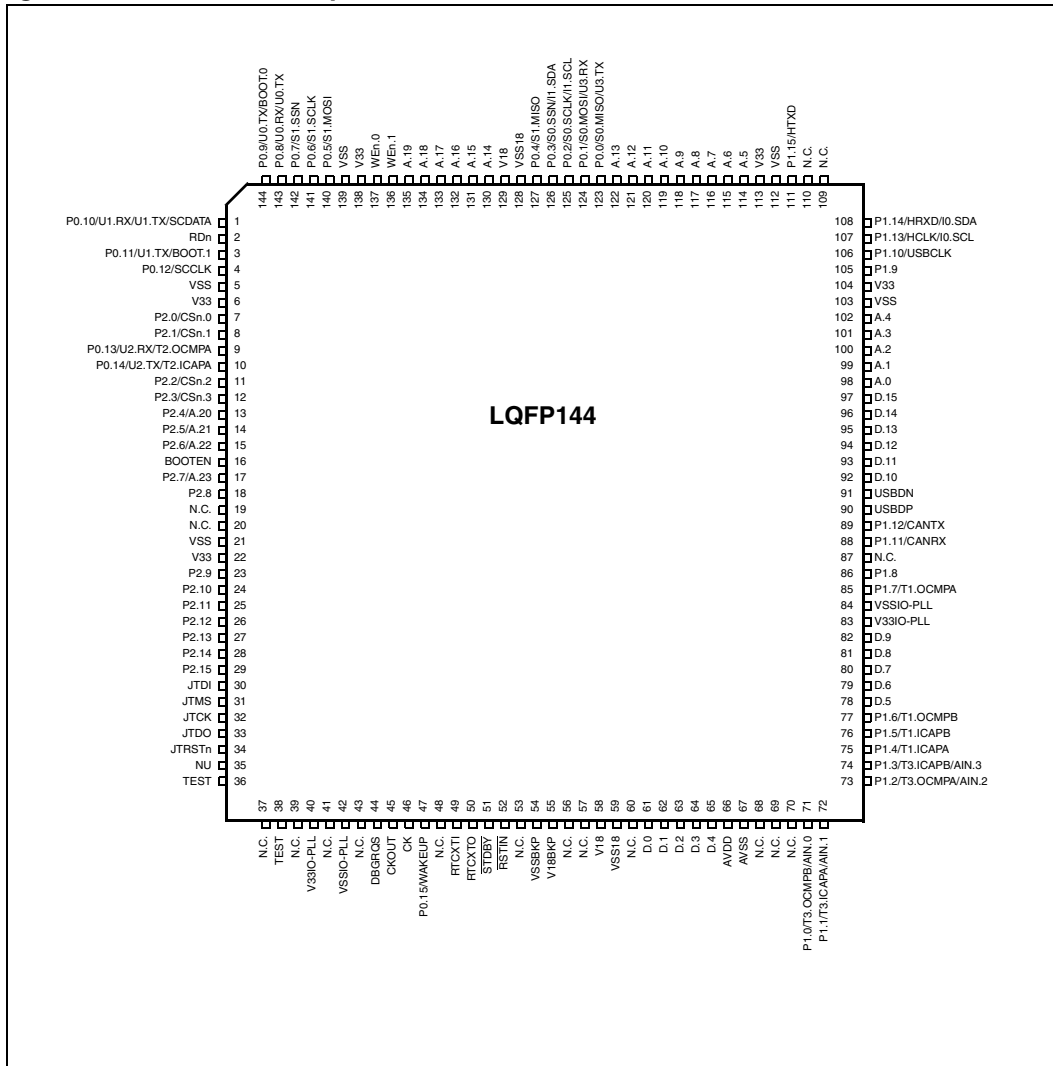 P0.9/U0.TX/BOOT.0
P0.8/U0.RX/U0.TX
P0.7/S1.SSN
P0.6/S1.SCLK
P0.5/S1.MOSI
VSS
V33
WEn.0
WEn.1
A.19
A.18
A.17
A.16
A.15
A.14
V18
VSS18
P0.4/S1.MISO
P0.3/S0.SSN/I1.SDA
P0.2/S0.SCLK/I1.SCL
P0.1/S0.MOSI/U3.RX
P0.0/S0.MISO/U3.TX
A.13
A.12
A.11
A.10
A.9
A.8
A.7
A.6
A.5
V33
VSS
P1.15/HTXD
N.C.
N.C.
144 143 142 141 140 139 138 137 136 135 134 133 132 131 130 129 128 127 126 125 124 123 122 121 120 119 118 117 116 115 114 113 112 111 110 109
P0.10/U1.RX/U1.TX/SCDATA 1
RDn 2
P0.11/U1.TX/BOOT.1 3
P0.12/SCCLK 4
VSS 5
V33 6
P2.0/CSn.0 7
P2.1/CSn.1 8
P0.13/U2.RX/T2.OCMPA 9
P0.14/U2.TX/T2.ICAPA 10
P2.2/CSn.2 11
P2.3/CSn.3 12
P2.4/A.20 13
P2.5/A.21 14
P2.6/A.22 15
BOOTEN 16
P2.7/A.23 17
P2.8 18
N.C. 19
N.C. 20
VSS 21
V33 22
P2.9 23
P2.10 24
P2.11 25
P2.12 26
P2.13 27
P2.14 28
P2.15 29
JTDI 30
JTMS 31
JTCK 32
JTDO 33
JTRSTn 34
NU 35
TEST 36
LQFP144
108 P1.14/HRXD/I0.SDA
107 P1.13/HCLK/I0.SCL
106 P1.10/USBCLK
105 P1.9
104 V33
103 VSS
102 A.4
101 A.3
100 A.2
99 A.1
98 A.0
97 D.15
96 D.14
95 D.13
94 D.12
93 D.11
92 D.10
91 USBDN
90 USBDP
89 P1.12/CANTX
88 P1.11/CANRX
87 N.C.
86 P1.8
85 P1.7/T1.OCMPA
84 VSSIO-PLL
83 V33IO-PLL
82 D.9
81 D.8
80 D.7
79 D.6
78 D.5
77 P1.6/T1.OCMPB
76 P1.5/T1.ICAPB
75 P1.4/T1.ICAPA
74 P1.3/T3.ICAPB/AIN.3
73 P1.2/T3.OCMPA/AIN.2
37 38 39 40 41 42 43 44 45 46 47 48 49 50 51 52 53 54 55 56 57 58 59 60 61 62 63 64 65 66 67 68 69 70 71 72
N.C.
TEST
N.C.
V33IO-PLL
N.C.
VSSIO-PLL
N.C.
DBGRQS
CKOUT
CK
P0.15/WAKEUP
N.C.
RTCXTI
RTCXTO
STDBY
RSTIN
N.C.
VSSBKP
V18BKP
N.C.
N.C.
V18
VSS18
N.C.
D.0
D.1
D.2
D.3
D.4
AVDD
AVSS
N.C.
N.C.
N.C.
P1.0/T3.OCMPB/AIN.0
P1.1/T3.ICAPA/AIN.1